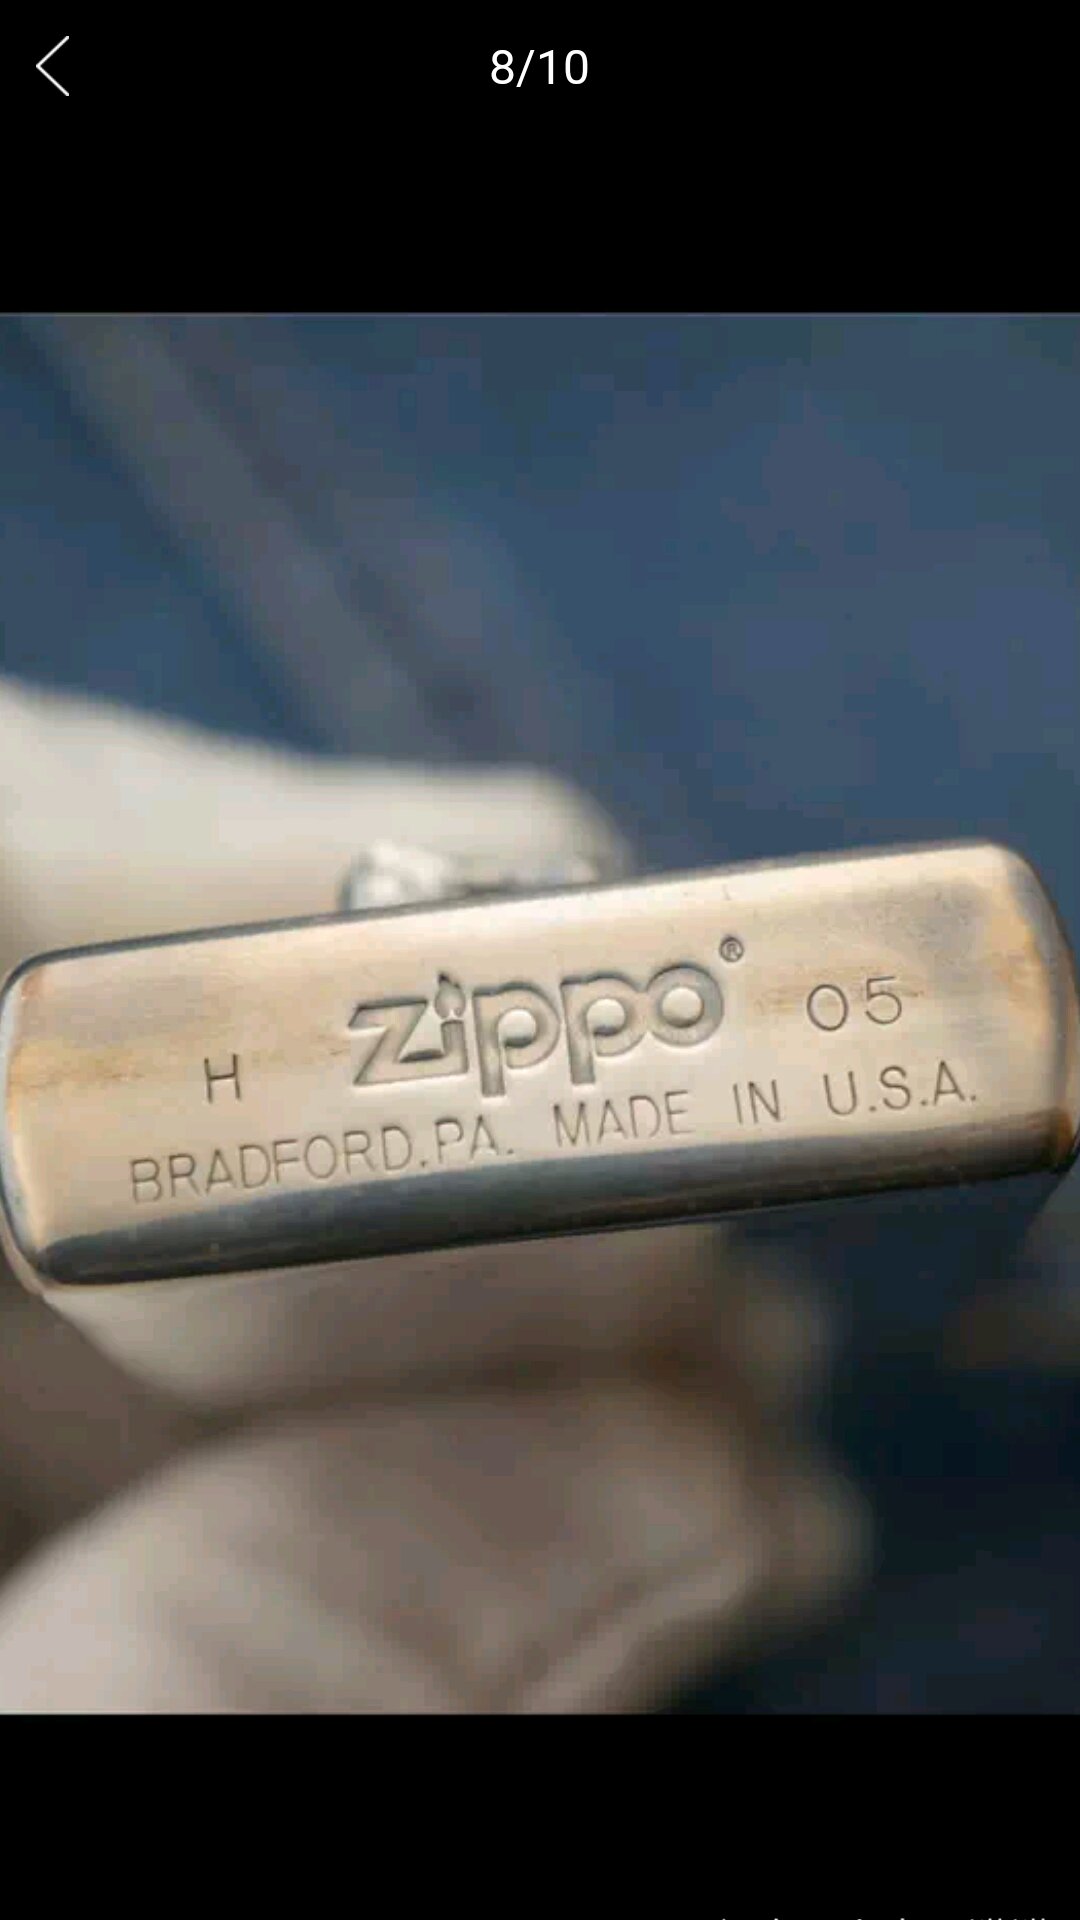 8/10
zippo® 05
H
BRADFORD,PA. MADE IN U.S.A.